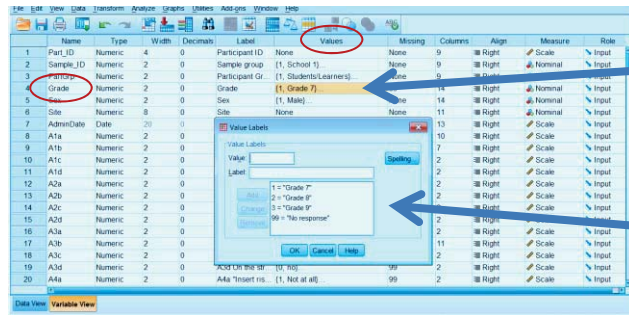 File Edit View Data Transform Analyze Graphs Utilities Add-ons Window Help
Name Type Width Decimals Label Values Missing Columns Align Measure Role
1 Part_ID Numeric 4 0 Participant ID None None 9 Right Scale Input
2 Sample_ID Numeric 2 0 Sample group {1, School 1}... None 9 Right Nominal Input
3 Numeric 2 0 Participant Gr... {1, Students/Learners}... 9 Right Nominal Input
4 Grade Numeric 2 0 Grade {1, Grade 7}... 14 Right Input
5 Sex Numeric 2 0 Sex {1, Male}... None 14 Right Nominal Input
6 Site Numeric 8 0 Site None None 11 Right Nominal Input
7 AdminDate Date 20 13 Right Scale Input
8 A1a Numeric 2 0 10 Right Scale Input
9 A1b Numeric 2 0 7 Right Scale Input
10 A1c Numeric 2 0 2 Right Scale Input
11 A1d Numeric 2 0 2 Right Scale Input
12 A2a Numeric 2 0 2 Right Scale Input
13 A2b Numeric 2 0 2 Right Scale Input
14 A2c Numeric 2 0 2 Right Scale Input
15 A2d Numeric 2 0 Right Scale Input
16 A3a Numeric 2 0 2 Right Scale Input
17 A3b Numeric 2 0 11 Right Scale Input
18 A3c Numeric 2 0 2 Right Scale Input
19 A3d Numeric 2 0 A3d On the str... {0, no}... 99 2 Right Scale Input
20 A4a Numeric 2 0 {1, Not at all}... 99 2 Right Scale Input
Value Labels
Value Labels
Value:
Spelling...
Label:
Add
Change
Remove
1 = "Grade 7"
2 = "Grade 8"
3 = "Grade 9"
99 = "No response"
OK Cancel Help
Data View Variable View